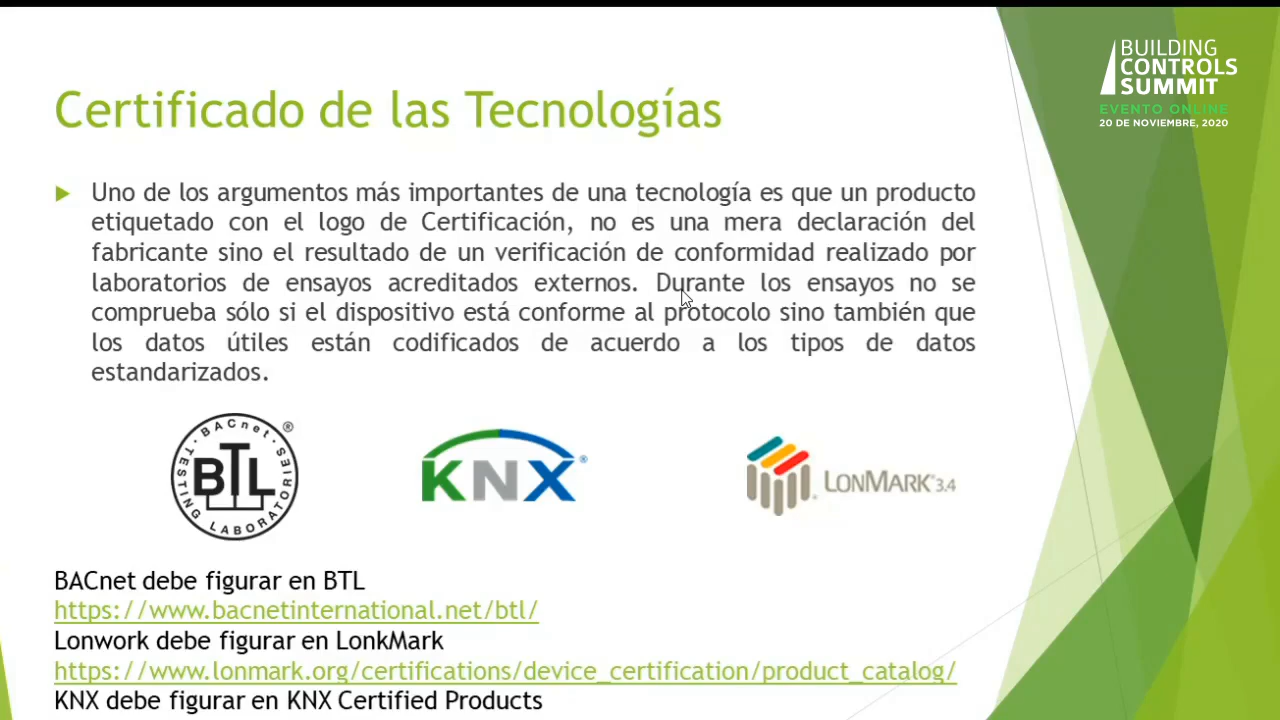 BUILDING
CONTROLS
SUMMIT
EVENTO ONLINE
20 DE NOVIEMBRE, 2020
Certificado de las Tecnologías
Uno de los argumentos más importantes de una tecnología es que un producto
etiquetado con el logo de Certificación, no es una mera declaración del
fabricante sino el resultado de un verificación de conformidad realizado por
laboratorios de ensayos acreditados externos. Durante los ensayos no se
comprueba sólo si el dispositivo está conforme al protocolo sino también que
los datos útiles están codificados de acuerdo a los tipos de datos
estandarizados.
BACnet
BTL
TESTING LABORATORIES
®
KNX®
LONMARK® 3.4
BACnet debe figurar en BTL
https://www.bacnetinternational.net/btl/
Lonwork debe figurar en LonkMark
https://www.lonmark.org/certifications/device_certification/product_catalog/
KNX debe figurar en KNX Certified Products